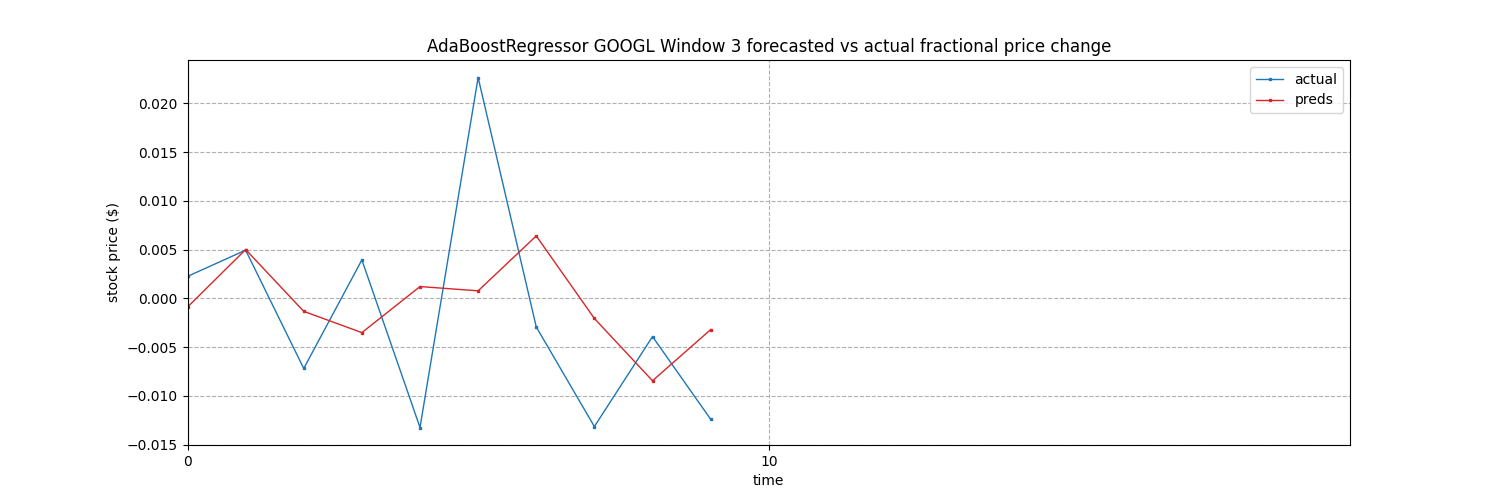 AdaBoostRegressor GOOGL Window 3 forecasted vs actual fractional price change
actual
preds
stock price ($)
0.020
0.015
0.010
0.005
0.000
−0.005
−0.010
−0.015
0
10
time